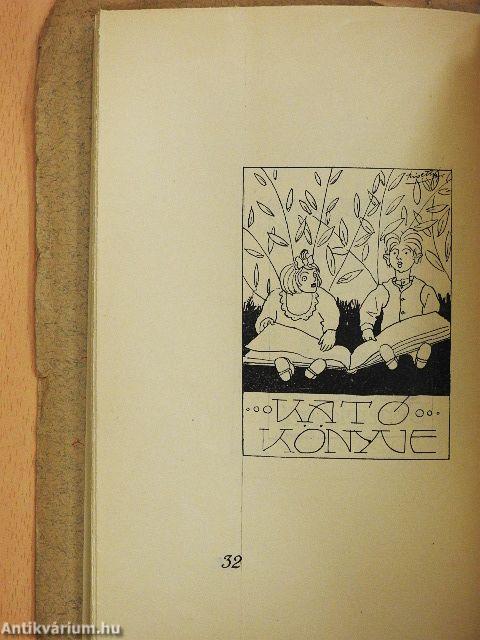 KATÓ
KÖNYVE
32
Antikvárium.hu